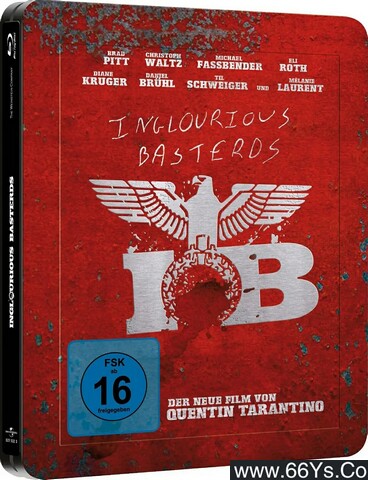 BRAD PITT
CHRISTOPH WALTZ
MICHAEL FASSBENDER
ELI ROTH
DIANE KRUGER
DANIEL BRÜHL
TIL SCHWEIGER
UND
MÉLANIE LAURENT
INGLOURIOUS
BASTERDS
IB
FSK
ab
16
freigegeben
DER NEUE FILM VON
QUENTIN TARANTINO
INGLOURIOUS BASTERDS
www.66Ys.Co